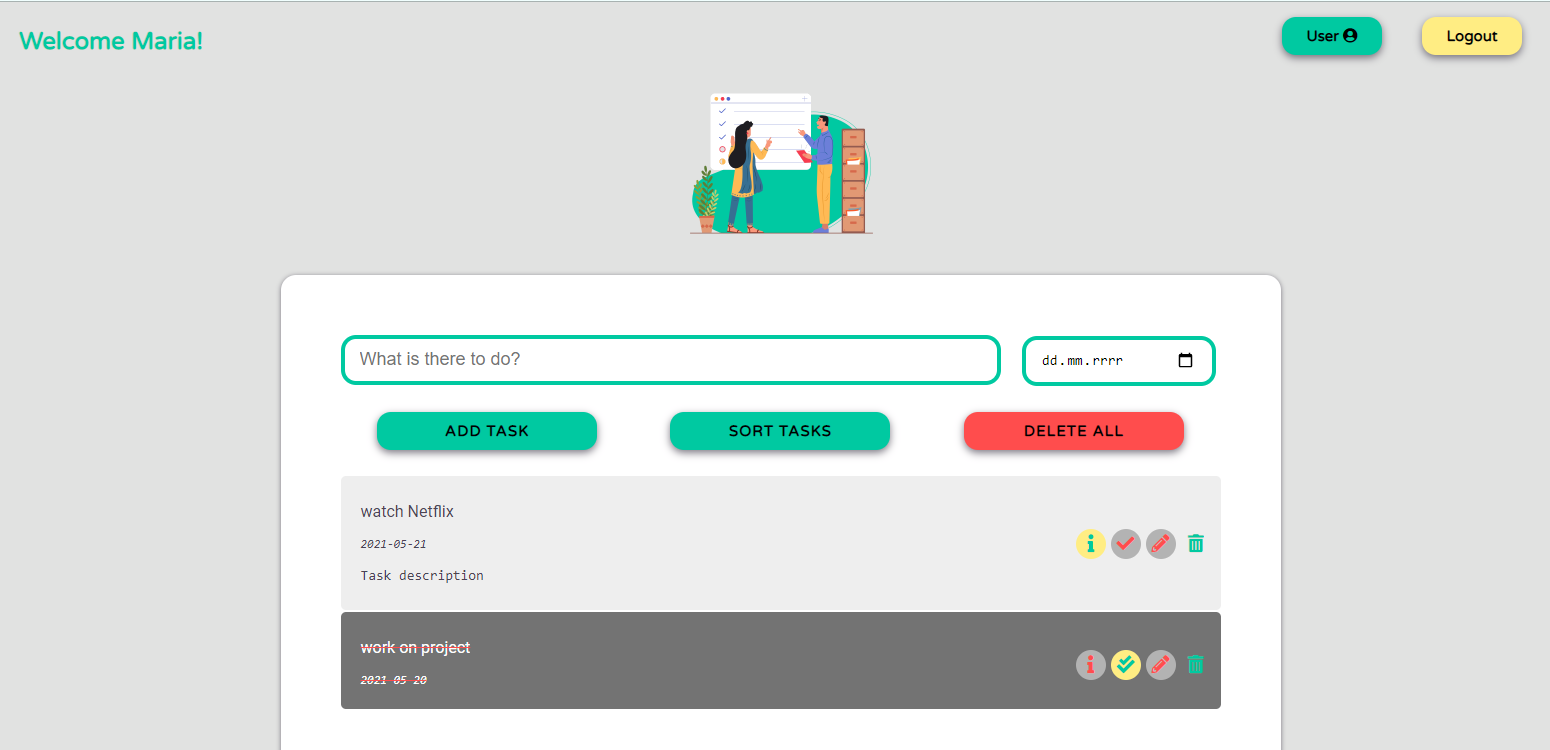 Welcome Maria!
User
Logout
What is there to do?
dd.mm.rrrr
ADD TASK
SORT TASKS
DELETE ALL
watch Netflix
2021-05-21
Task description
work on project
2021-05-20